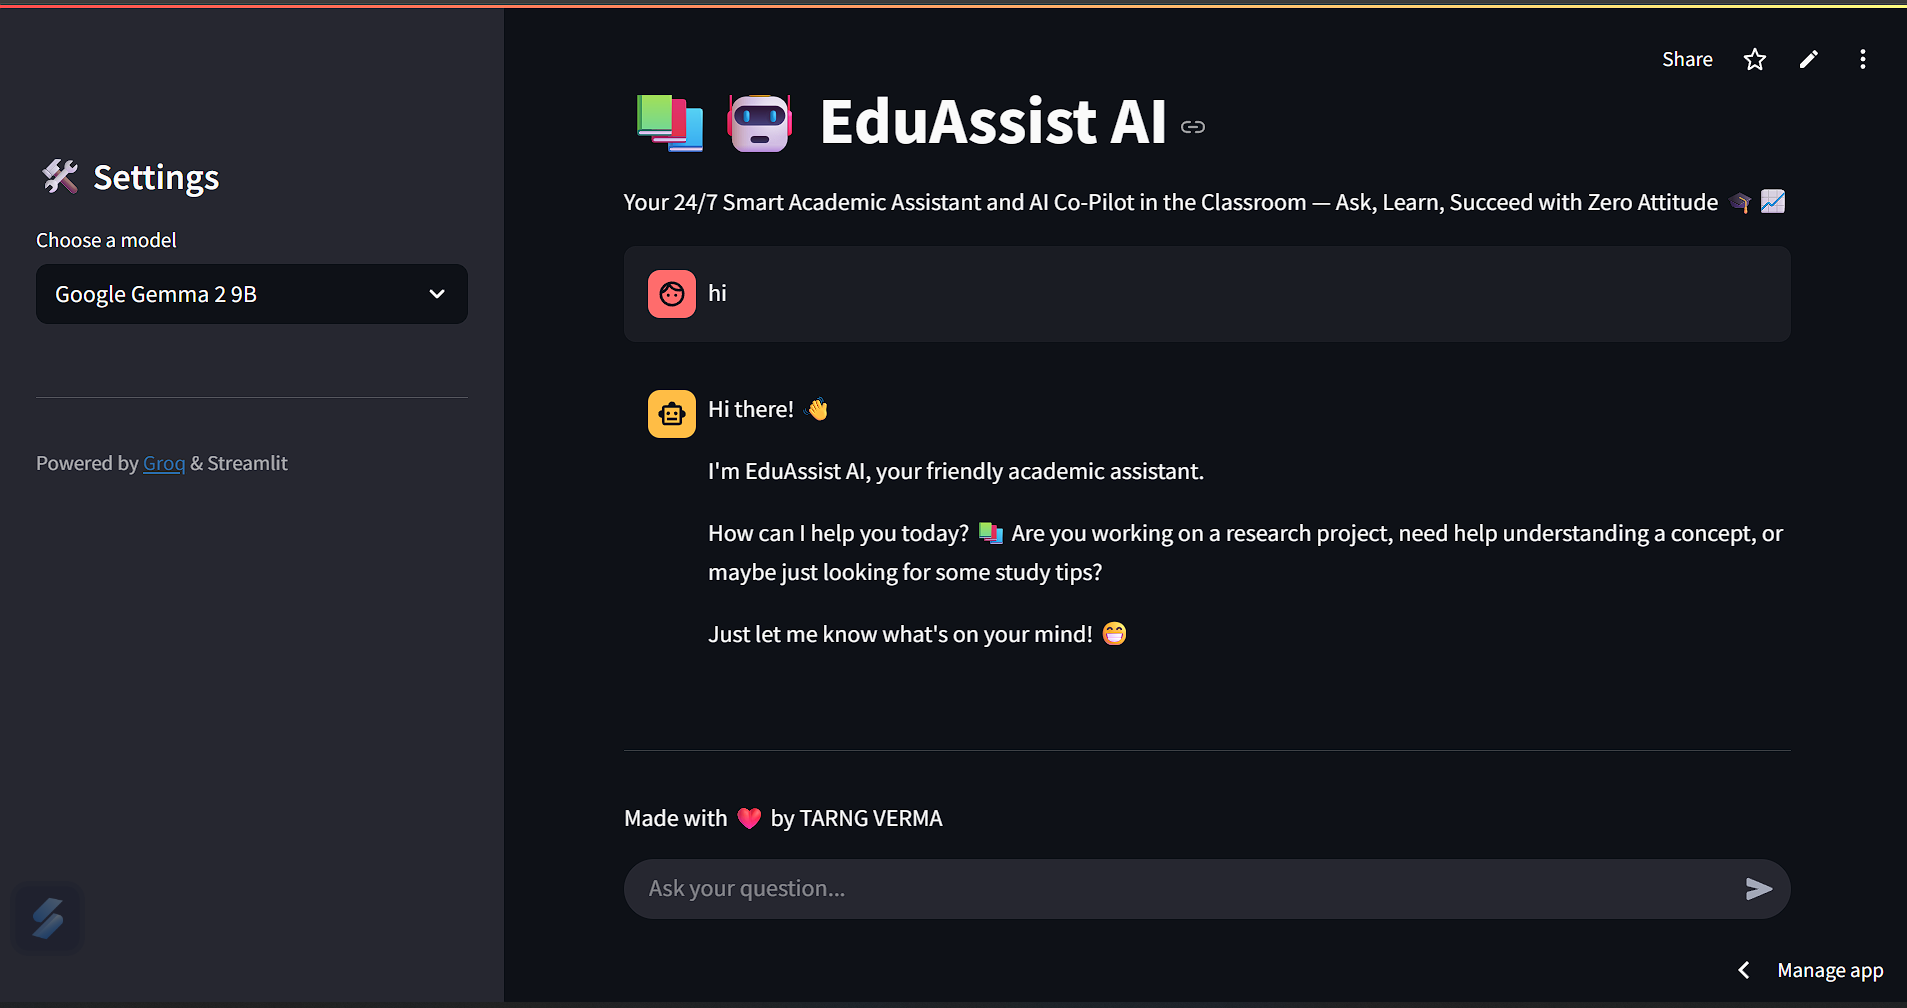 Share
🛠️ Settings
Choose a model
Google Gemma 2 9B
Powered by Groq & Streamlit
📚 🤖 EduAssist AI
Your 24/7 Smart Academic Assistant and AI Co-Pilot in the Classroom — Ask, Learn, Succeed with Zero Attitude 🎓 📈
hi
Hi there! 👋
I'm EduAssist AI, your friendly academic assistant.
How can I help you today? 📚 Are you working on a research project, need help understanding a concept, or
maybe just looking for some study tips?
Just let me know what's on your mind! 😁
Made with ❤️ by TARNG VERMA
Ask your question...
Manage app